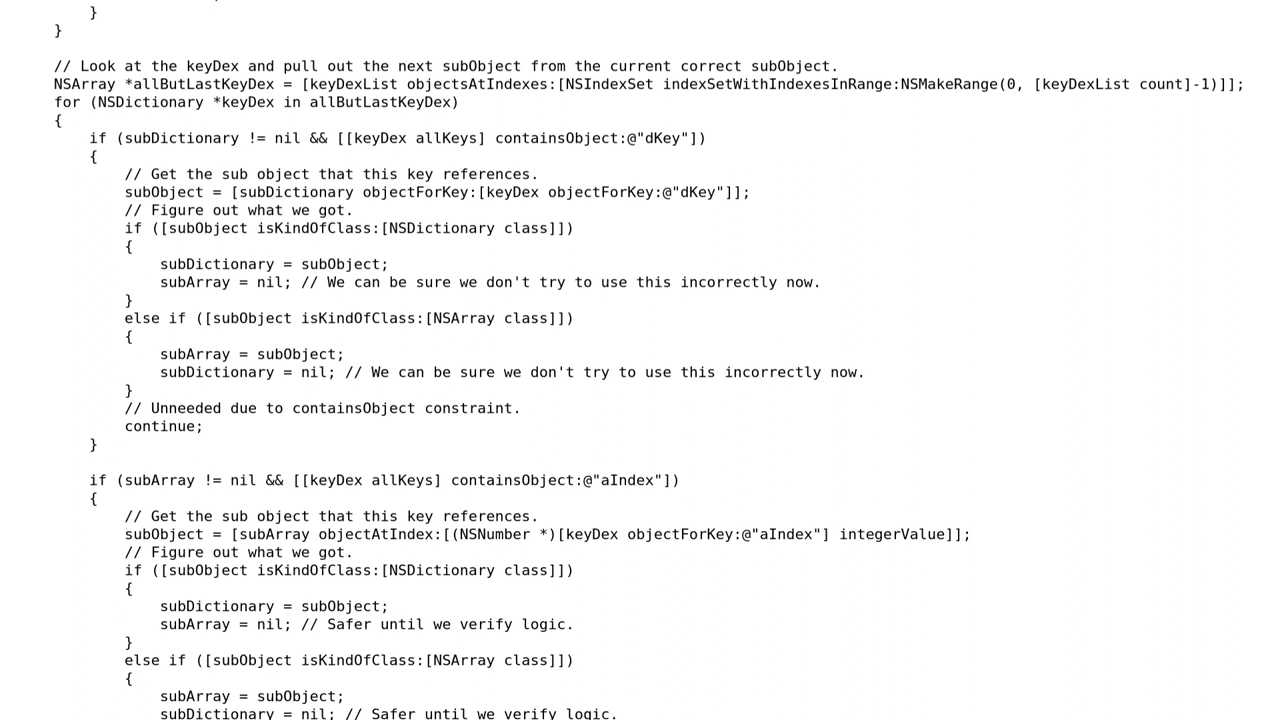 }
}
// Look at the keyDex and pull out the next subObject from the current correct subObject.
NSArray *allButLastKeyDex = [keyDexList objectsAtIndexes:[NSIndexSet indexSetWithIndexesInRange:NSMakeRange(0, [keyDexList count]-1)]];
for (NSDictionary *keyDex in allButLastKeyDex)
{
if (subDictionary != nil && [[keyDex allKeys] containsObject:@"dKey"])
{
// Get the sub object that this key references.
subObject = [subDictionary objectForKey:[keyDex objectForKey:@"dKey"]];
// Figure out what we got.
if ([subObject isKindOfClass:[NSDictionary class]])
{
subDictionary = subObject;
subArray = nil; // We can be sure we don't try to use this incorrectly now.
}
else if ([subObject isKindOfClass:[NSArray class]])
{
subArray = subObject;
subDictionary = nil; // We can be sure we don't try to use this incorrectly now.
}
// Unneeded due to containsObject constraint.
continue;
}
if (subArray != nil && [[keyDex allKeys] containsObject:@"aIndex"])
{
// Get the sub object that this key references.
subObject = [subArray objectAtIndex:[(NSNumber *)[keyDex objectForKey:@"aIndex"] integerValue]];
// Figure out what we got.
if ([subObject isKindOfClass:[NSDictionary class]])
{
subDictionary = subObject;
subArray = nil; // Safer until we verify logic.
}
else if ([subObject isKindOfClass:[NSArray class]])
{
subArray = subObject;
subDictionary = nil; // Safer until we verify logic.